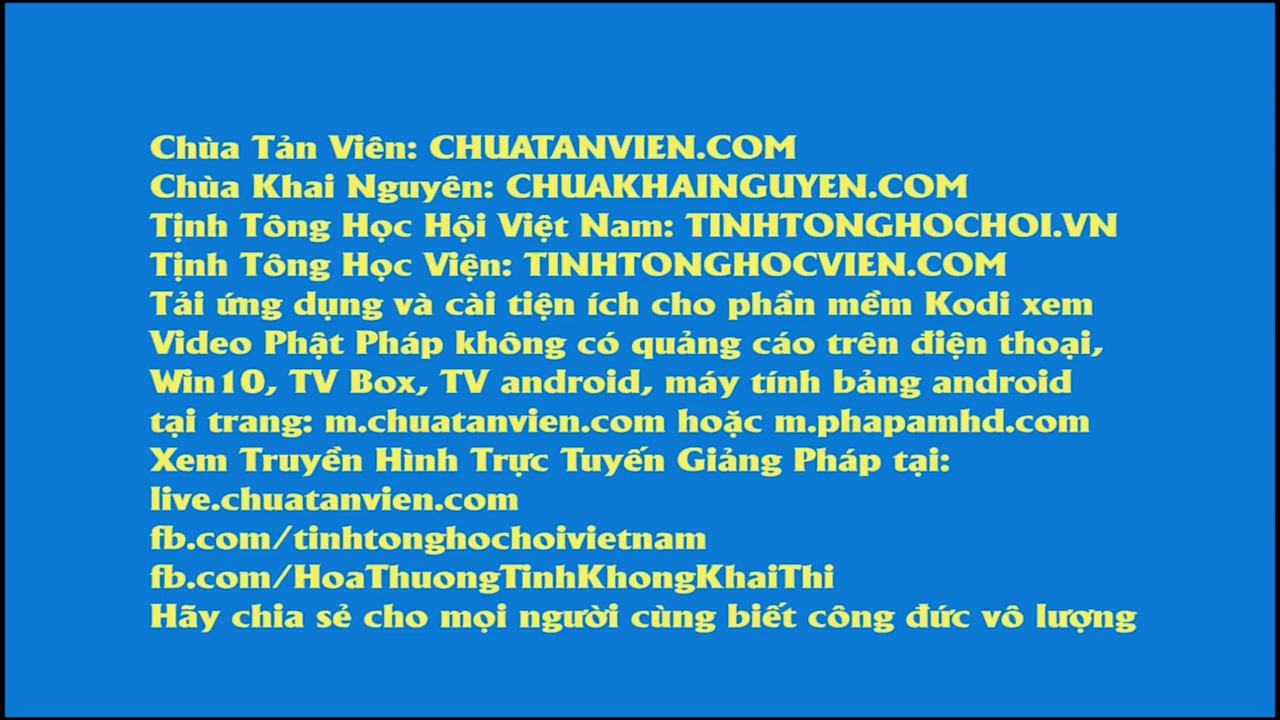 Chùa Tản Viên: CHUATANVIEN.COM
Chùa Khai Nguyên: CHUAKHAINGUYEN.COM
Tịnh Tông Học Hội Việt Nam: TINHTONGHOCHOI.VN
Tịnh Tông Học Viện: TINHTONGHOCVIEN.COM
Tải ứng dụng và cài tiện ích cho phần mềm Kodi xem
Video Phật Pháp không có quảng cáo trên điện thoại,
Win10, TV Box, TV android, máy tính bảng android
tại trang: m.chuatanvien.com hoặc m.phapamhd.com
Xem Truyền Hình Trực Tuyến Giảng Pháp tại:
live.chuatanvien.com
fb.com/tinhtonghochoivietnam
fb.com/HoaThuongTinhKhongKhaiThi
Hãy chia sẻ cho mọi người cùng biết công đức vô lượng